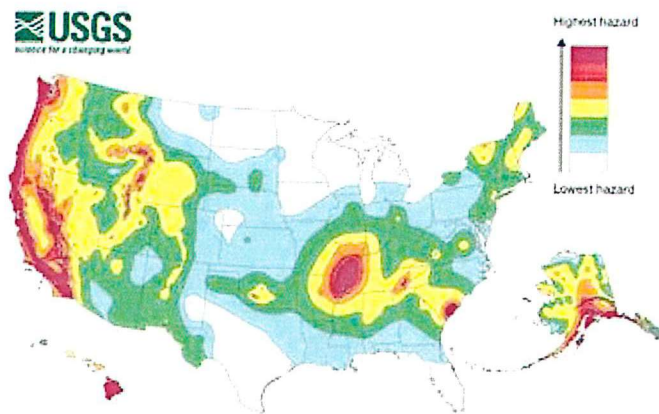 USGS
science for a changing world
Highest hazard
Lowest hazard